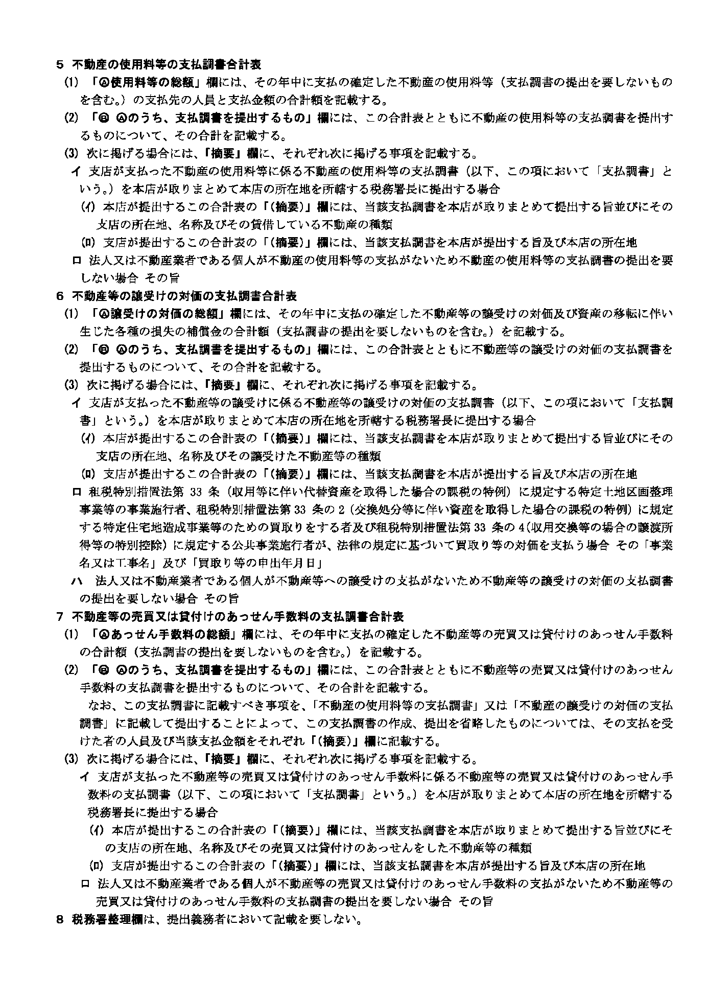 5 不動産の使用料等の支払調書合計表
(1) 「Ⓐ使用料等の総額」欄には、その年中に支払の確定した不動産の使用料等（支払調書の提出を要しないもの
を含む。）の支払先の人員と支払金額の合計額を記載する。
(2) 「Ⓑ Ⓐのうち、支払調書を提出するもの」欄には、この合計表とともに不動産の使用料等の支払調書を提出す
るものについて、その合計を記載する。
(3) 次に掲げる場合には、「摘要」欄に、それぞれ次に掲げる事項を記載する。
イ 支店が支払った不動産の使用料等に係る不動産の使用料等の支払調書（以下、この項において「支払調書」と
いう。）を本店が取りまとめて本店の所在地を所轄する税務署長に提出する場合
(ｲ) 本店が提出するこの合計表の「（摘要）」欄には、当該支払調書を本店が取りまとめて提出する旨並びにその
支店の所在地、名称及びその賃借している不動産の種類
(ﾛ) 支店が提出するこの合計表の「（摘要）」欄には、当該支払調書を本店が提出する旨及び本店の所在地
ロ 法人又は不動産業者である個人が不動産の使用料等の支払がないため不動産の使用料等の支払調書の提出を要
しない場合 その旨
6 不動産等の譲受けの対価の支払調書合計表
(1) 「Ⓐ譲受けの対価の総額」欄には、その年中に支払の確定した不動産等の譲受けの対価及び資産の移転に伴い
生じた各種の損失の補償金の合計額（支払調書の提出を要しないものを含む。）を記載する。
(2) 「Ⓑ Ⓐのうち、支払調書を提出するもの」欄には、この合計表とともに不動産等の譲受けの対価の支払調書を
提出するものについて、その合計を記載する。
(3) 次に掲げる場合には、「摘要」欄に、それぞれ次に掲げる事項を記載する。
イ 支店が支払った不動産等の譲受けに係る不動産等の譲受けの対価の支払調書（以下、この項において「支払調
書」という。）を本店が取りまとめて本店の所在地を所轄する税務署長に提出する場合
(ｲ) 本店が提出するこの合計表の「（摘要）」欄には、当該支払調書を本店が取りまとめて提出する旨並びにその
支店の所在地、名称及びその譲受けた不動産等の種類
(ﾛ) 支店が提出するこの合計表の「（摘要）」欄には、当該支払調書を本店が提出する旨及び本店の所在地
ロ 租税特別措置法第 33 条（収用等に伴い代替資産を取得した場合の課税の特例）に規定する特定土地区画整理
事業等の事業施行者、租税特別措置法第33 条の２（交換処分等に伴い資産を取得した場合の課税の特例）に規定
する特定住宅地造成事業等のための買取りをする者及び租税特別措置法第33 条の４（収用交換等の場合の譲渡所
得等の特別控除）に規定する公共事業施行者が、法律の規定に基づいて買取り等の対価を支払う場合 その「事業
名又は工事名」及び「買取り等の申出年月日」
ハ 法人又は不動産業者である個人が不動産等への譲受けの支払がないため不動産等の譲受けの対価の支払調書
の提出を要しない場合 その旨
7 不動産等の売買又は貸付けのあっせん手数料の支払調書合計表
(1) 「Ⓐあっせん手数料の総額」欄には、その年中に支払の確定した不動産等の売買又は貸付けのあっせん手数料
の合計額（支払調書の提出を要しないものを含む。）を記載する。
(2) 「Ⓑ Ⓐのうち、支払調書を提出するもの」欄には、この合計表とともに不動産等の売買又は貸付けのあっせん
手数料の支払調書を提出するものについて、その合計を記載する。
なお、この支払調書に記載すべき事項を、「不動産の使用料等の支払調書」又は「不動産の譲受けの対価の支払
調書」に記載して提出することによって、この支払調書の作成、提出を省略したものについては、その支払を受
けた者の人員及び当該支払金額をそれぞれ「（摘要）」欄に記載する。
(3) 次に掲げる場合には、「摘要」欄に、それぞれ次に掲げる事項を記載する。
イ 支店が支払った不動産等の売買又は貸付けのあっせん手数料に係る不動産等の売買又は貸付けのあっせん手
数料の支払調書（以下、この項において「支払調書」という。）を本店が取りまとめて本店の所在地を所轄する
税務署長に提出する場合
(ｲ) 本店が提出するこの合計表の「（摘要）」欄には、当該支払調書を本店が取りまとめて提出する旨並びにそ
の支店の所在地、名称及びその売買又は貸付けのあっせんをした不動産等の種類
(ﾛ) 支店が提出するこの合計表の「（摘要）」欄には、当該支払調書を本店が提出する旨及び本店の所在地
ロ 法人又は不動産業者である個人が不動産等の売買又は貸付けのあっせん手数料の支払がないため不動産等の
売買又は貸付けのあっせん手数料の支払調書の提出を要しない場合 その旨
8 税務署整理欄は、提出義務者において記載を要しない。